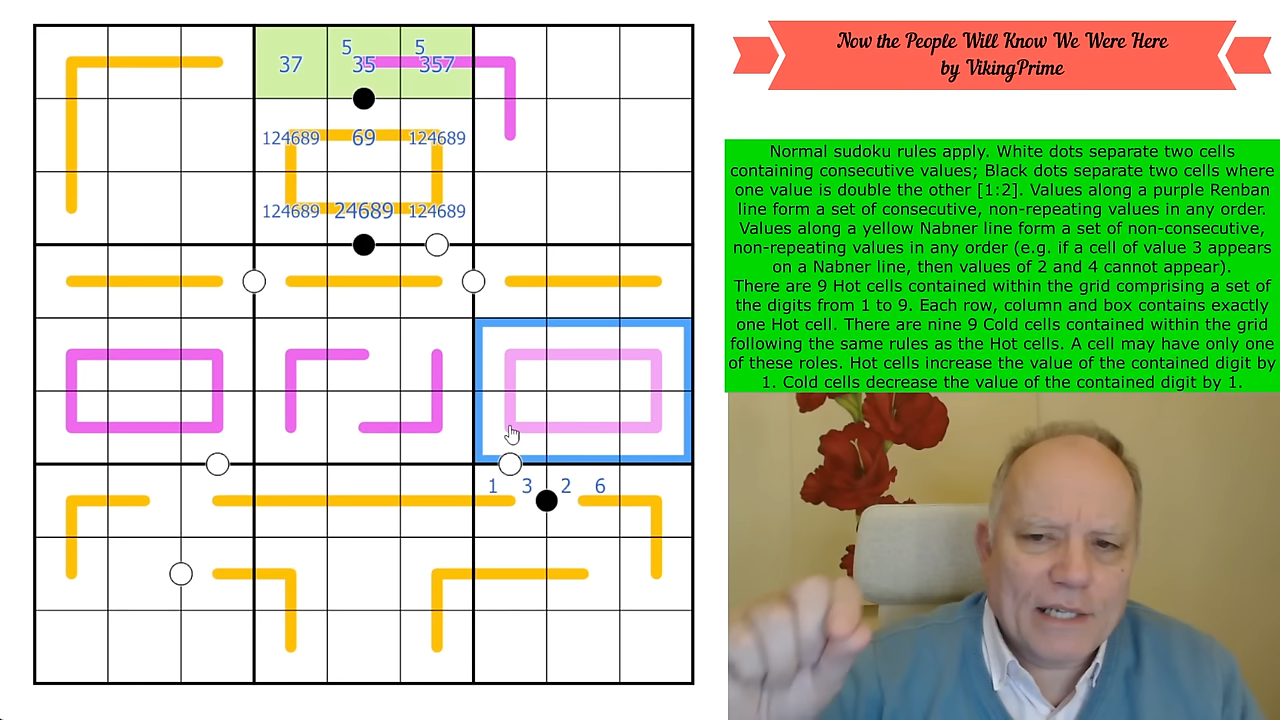 Now the People Will Know We Were Here
by VikingPrime
Normal sudoku rules apply. White dots separate two cells
containing consecutive values; Black dots separate two cells where
one value is double the other [1:2]. Values along a purple Renban
line form a set of consecutive, non-repeating values in any order.
Values along a yellow Nabner line form a set of non-consecutive,
non-repeating values in any order (e.g. if a cell of value 3 appears
on a Nabner line, then values of 2 and 4 cannot appear).
There are 9 Hot cells contained within the grid comprising a set of
the digits from 1 to 9. Each row, column and box contains exactly
one Hot cell. There are nine 9 Cold cells contained within the grid
following the same rules as the Hot cells. A cell may have only one
of these roles. Hot cells increase the value of the contained digit by
1. Cold cells decrease the value of the contained digit by 1.
5 5
37 35 357
124689 69 124689
124689 24689 124689
1 3 2 6